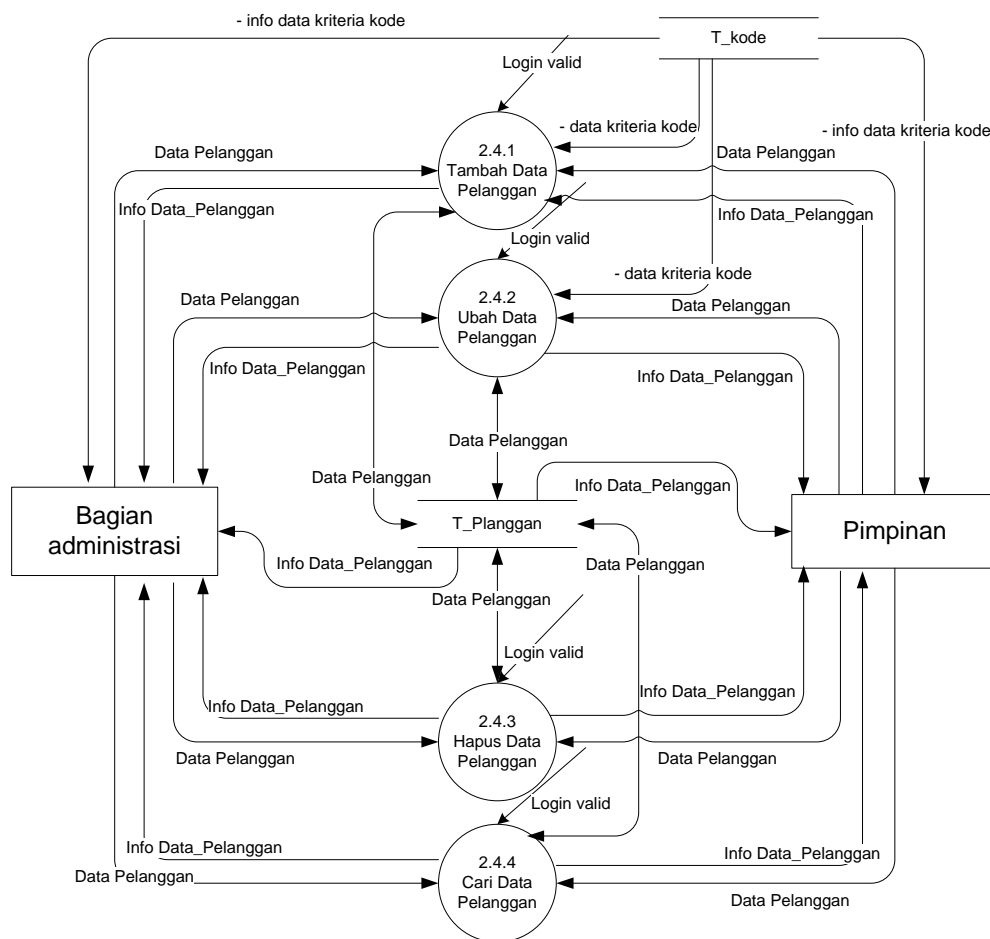 - info data kriteria kode
T_kode
Login valid
- data kriteria kode
- info data kriteria kode
2.4.1
Tambah Data
Pelanggan
Data Pelanggan
Data Pelanggan
Info Data_Pelanggan
Info Data_Pelanggan
Login valid
- data kriteria kode
2.4.2
Ubah Data
Pelanggan
Data Pelanggan
Data Pelanggan
Info Data_Pelanggan
Info Data_Pelanggan
Data Pelanggan
Data Pelanggan
Info Data_Pelanggan
Bagian
administrasi
T_Planggan
Pimpinan
Info Data_Pelanggan
Data Pelanggan
Data Pelanggan
Login valid
Info Data_Pelanggan
Info Data_Pelanggan
2.4.3
Hapus Data
Pelanggan
Data Pelanggan
Data Pelanggan
Login valid
Info Data_Pelanggan
Info Data_Pelanggan
2.4.4
Cari Data
Pelanggan
Data Pelanggan
Data Pelanggan